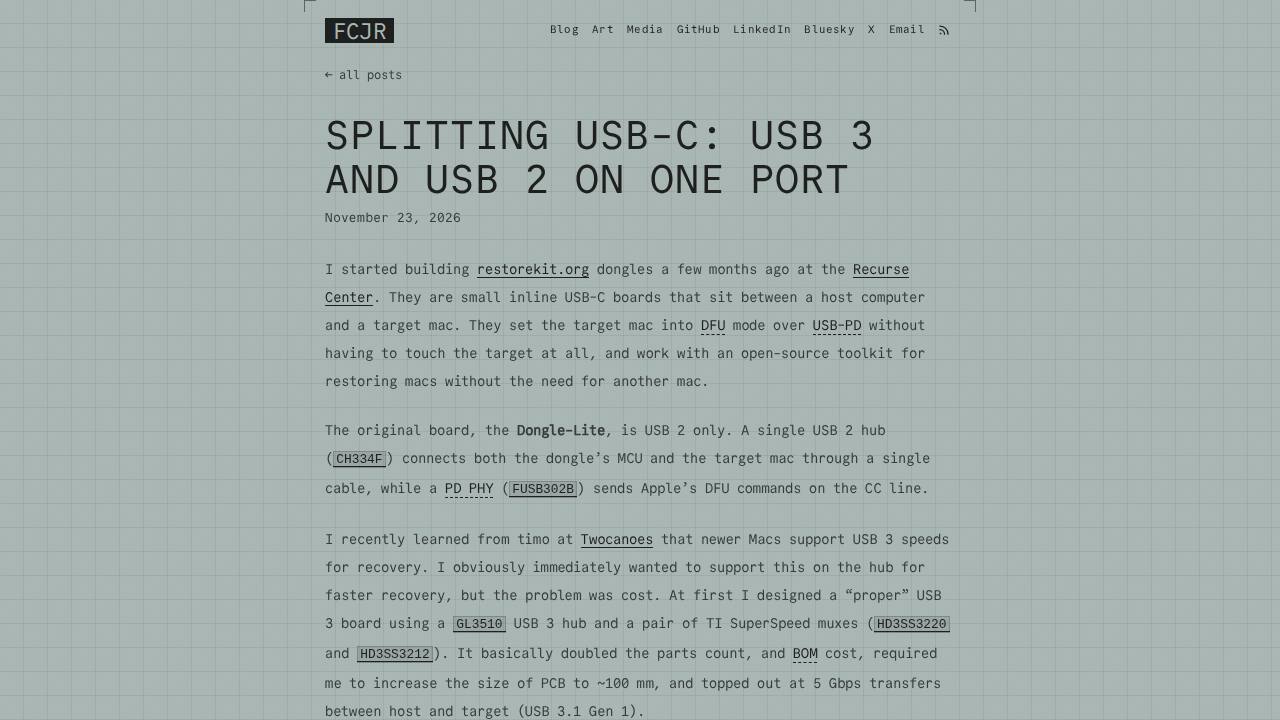 FCJR
Blog Art Media GitHub LinkedIn Bluesky X Email
← all posts
SPLITTING USB-C: USB 3
AND USB 2 ON ONE PORT
November 23, 2026
I started building restorekit.org dongles a few months ago at the Recurse
Center. They are small inline USB-C boards that sit between a host computer
and a target mac. They set the target mac into DFU mode over USB-PD without
having to touch the target at all, and work with an open-source toolkit for
restoring macs without the need for another mac.
The original board, the Dongle-Lite, is USB 2 only. A single USB 2 hub
(CH334F) connects both the dongle’s MCU and the target mac through a single
cable, while a PD PHY (FUSB302B) sends Apple’s DFU commands on the CC line.
I recently learned from timo at Twocanoes that newer Macs support USB 3 speeds
for recovery. I obviously immediately wanted to support this on the hub for
faster recovery, but the problem was cost. At first I designed a “proper” USB
3 board using a GL3510 USB 3 hub and a pair of TI SuperSpeed muxes (HD3SS3220
and HD3SS3212). It basically doubled the parts count, and BOM cost, required
me to increase the size of PCB to ~100 mm, and topped out at 5 Gbps transfers
between host and target (USB 3.1 Gen 1).